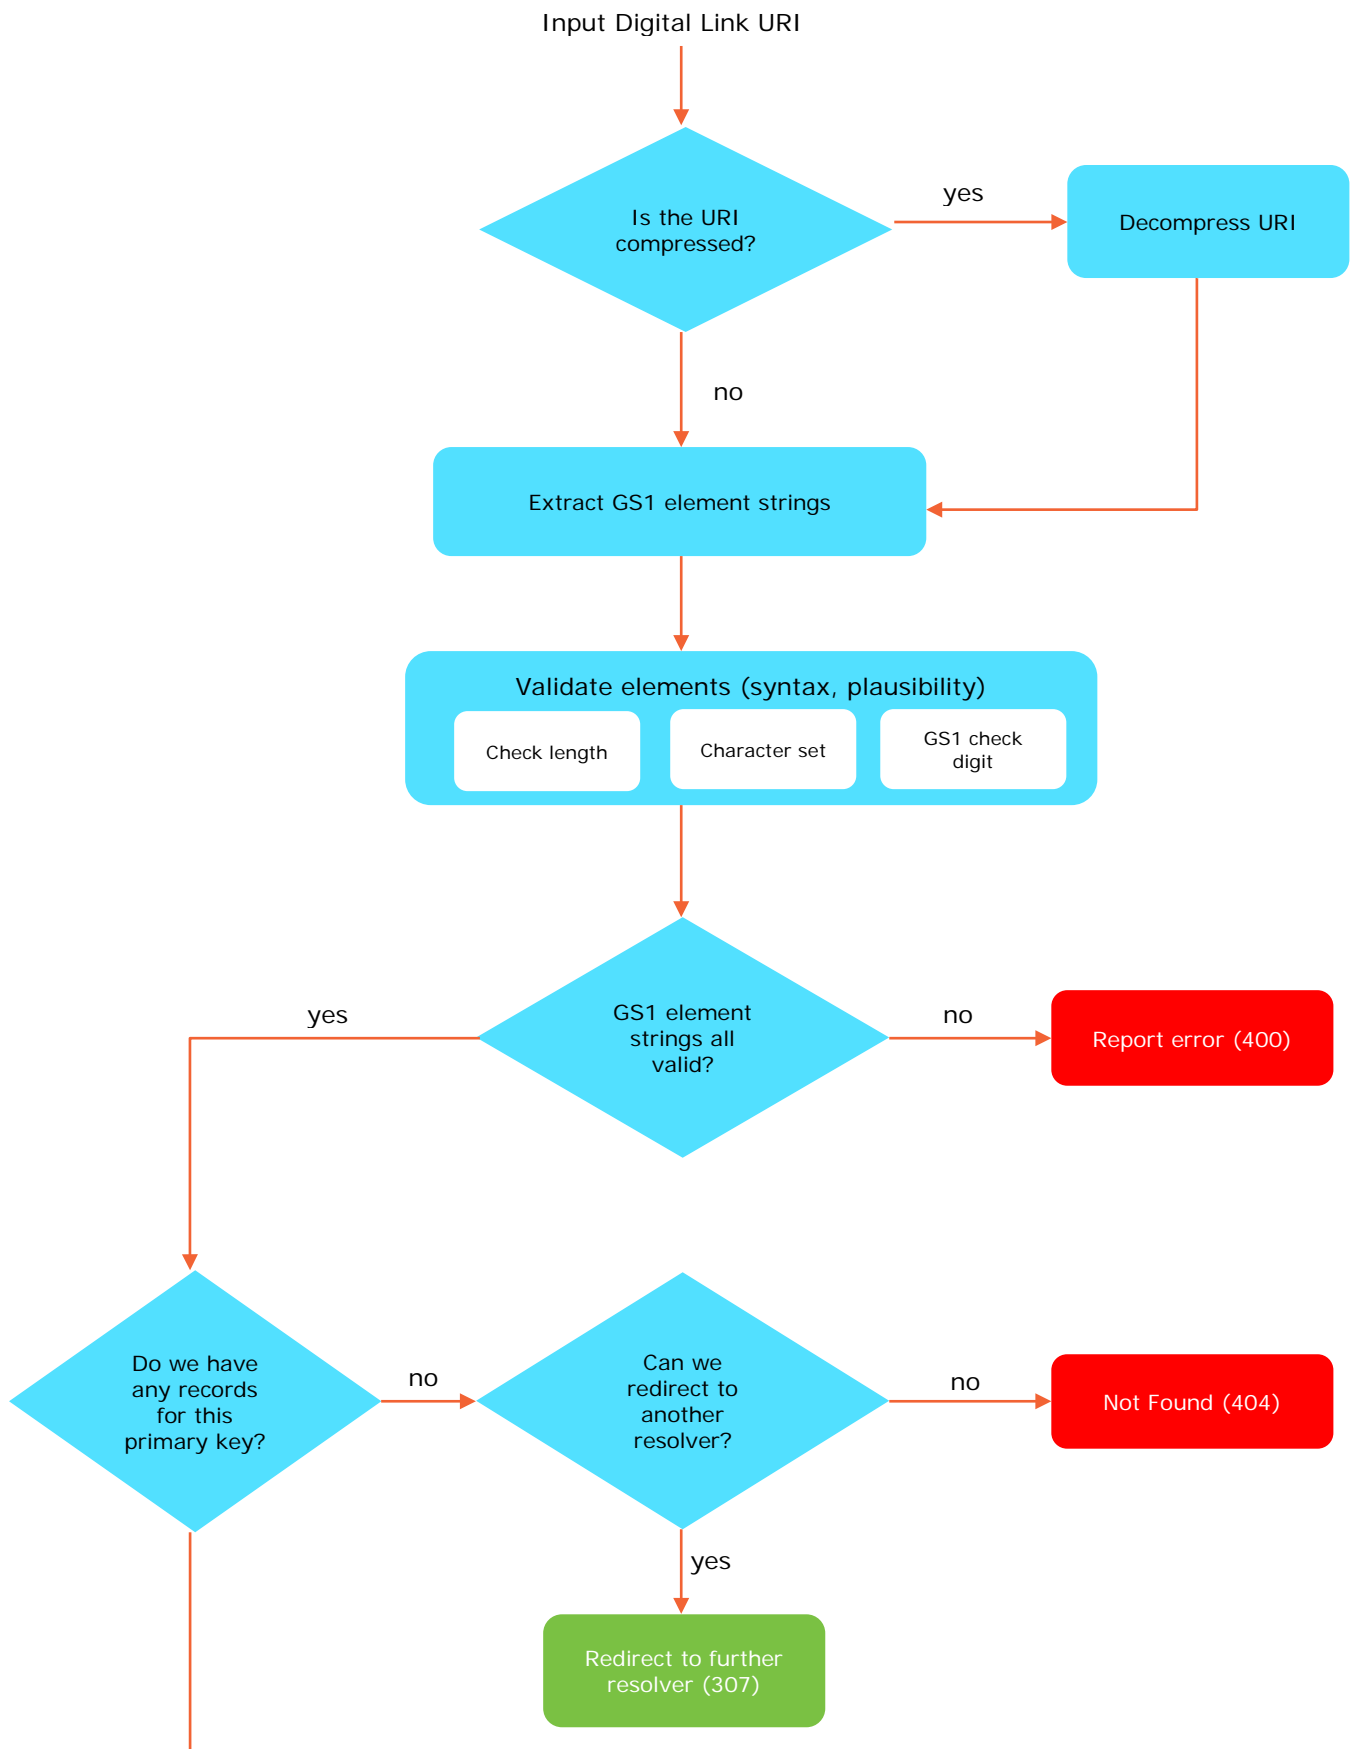 Input Digital Link URI
Is the URI
compressed?
yes
Decompress URI
no
Extract GS1 element strings
Validate elements (syntax, plausibility)
Check length
Character set
GS1 check
digit
yes
GS1 element
strings all
valid?
no
Report error (400)
Do we have
any records
for this
primary key?
no
Can we
redirect to
another
resolver?
no
Not Found (404)
yes
Redirect to further
resolver (307)